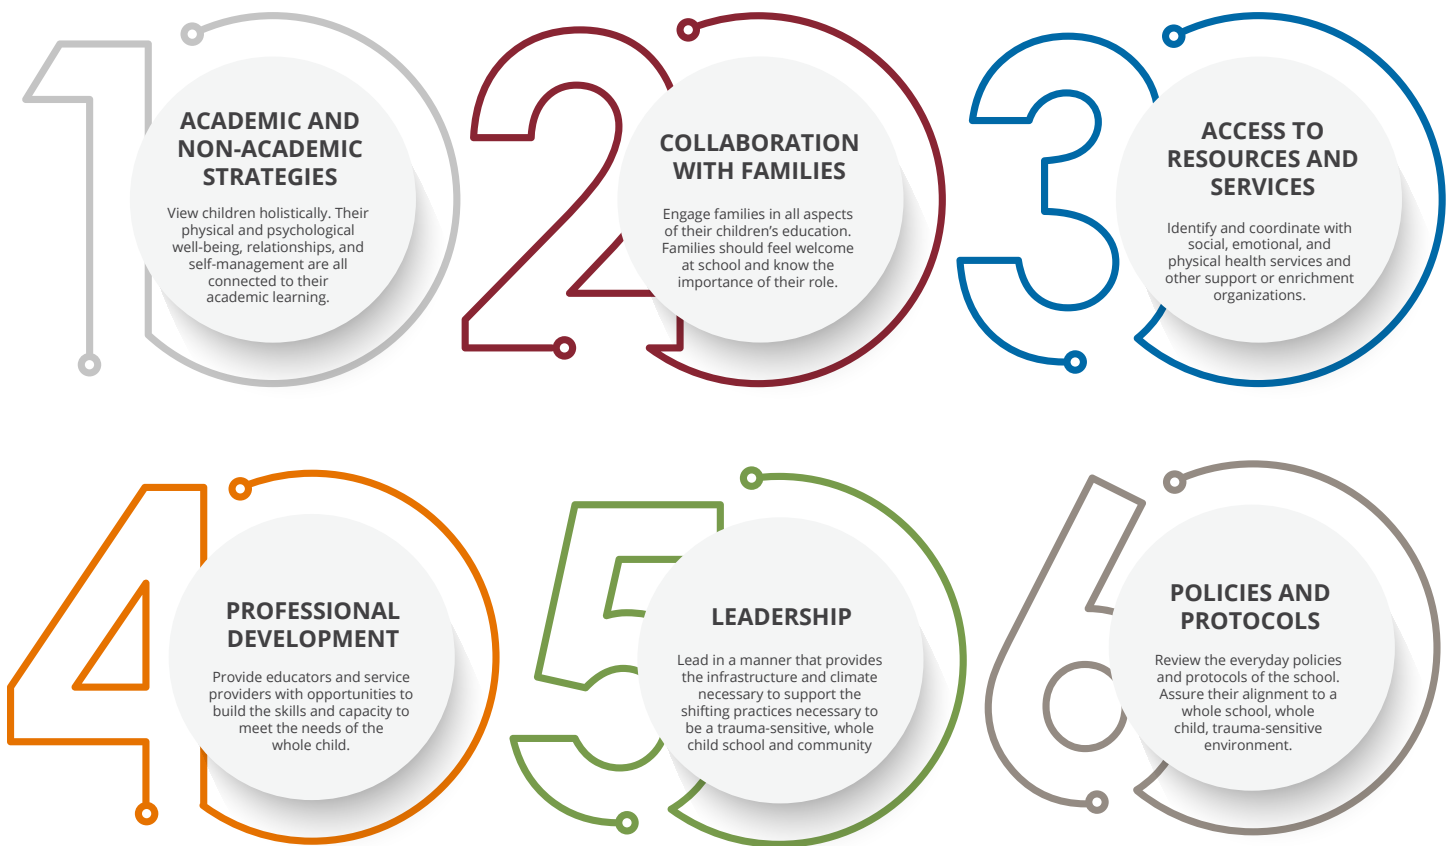 1
ACADEMIC AND
NON-ACADEMIC
STRATEGIES
View children holistically. Their
physical and psychological
well-being, relationships, and
self-management are all
connected to their
academic learning.
2
COLLABORATION
WITH FAMILIES
Engage families in all aspects
of their children’s education.
Families should feel welcome
at school and know the
importance of their role.
3
ACCESS TO
RESOURCES AND
SERVICES
Identify and coordinate with
social, emotional, and
physical health services and
other support or enrichment
organizations.
4
PROFESSIONAL
DEVELOPMENT
Provide educators and service
providers with opportunities to
build the skills and capacity to
meet the needs of the
whole child.
5
LEADERSHIP
Lead in a manner that provides
the infrastructure and climate
necessary to support the
shifting practices necessary to
be a trauma-sensitive, whole
child school and community
6
POLICIES AND
PROTOCOLS
Review the everyday policies
and protocols of the school.
Assure their alignment to a
whole school, whole
child, trauma-sensitive
environment.